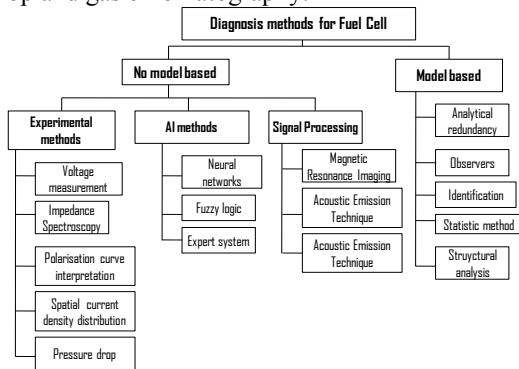 Diagnosis methods for Fuel Cell
No model based
Model based
Experimental
methods
AI methods
Signal Processing
Voltage
measurement
Impedance
Spectroscopy
Polarisation curve
interpretation
Spatial current
density distribution
Pressure drop
Neural
networks
Fuzzy logic
Expert system
Magnetic
Resonance Imaging
Acoustic Emission
Technique
Acoustic Emission
Technique
Analytical
redundancy
Observers
Identification
Statistic method
Struyctural
analysis